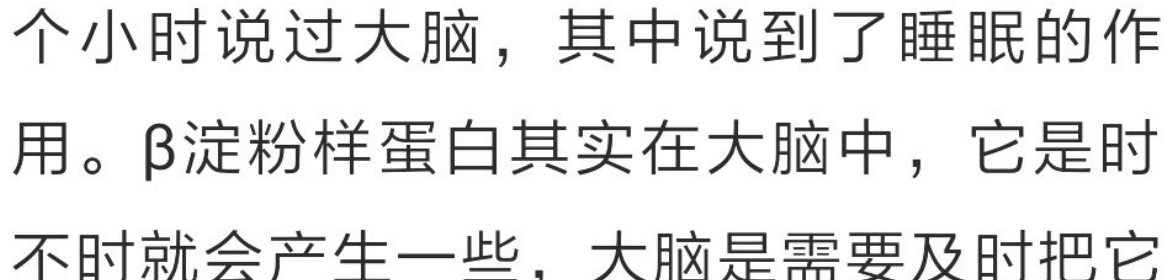 个小时说过大脑，其中说到了睡眠的作
用。β淀粉样蛋白其实在大脑中，它是时
不时就会产生一些，大脑是需要及时把它